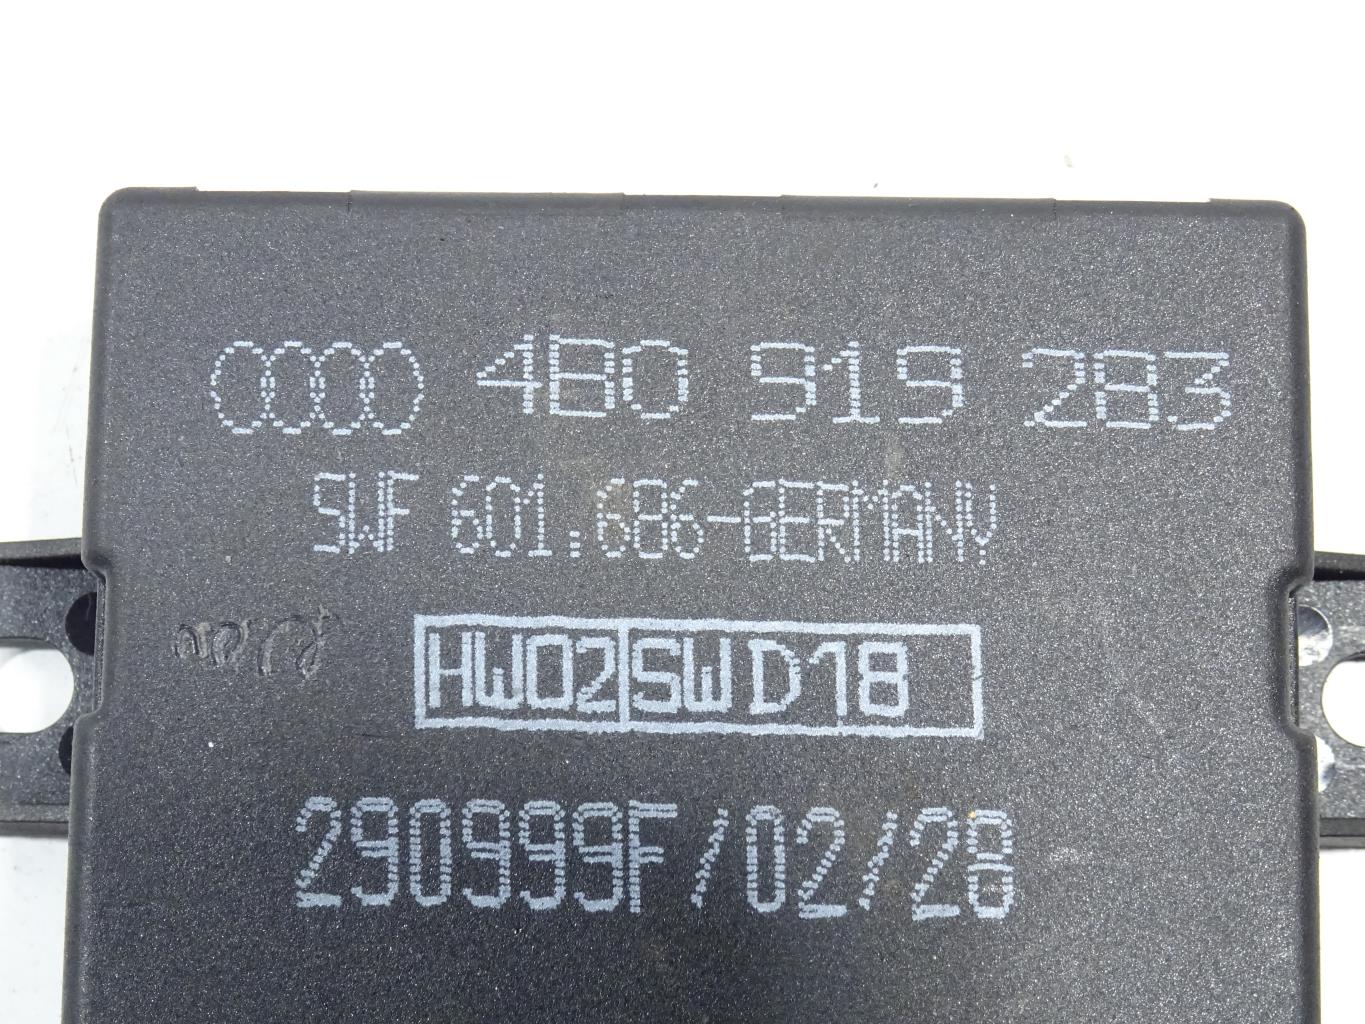 4B0 919 283
SWF 601.686-GERMANY
HW02 SW D18
290999F/02/28